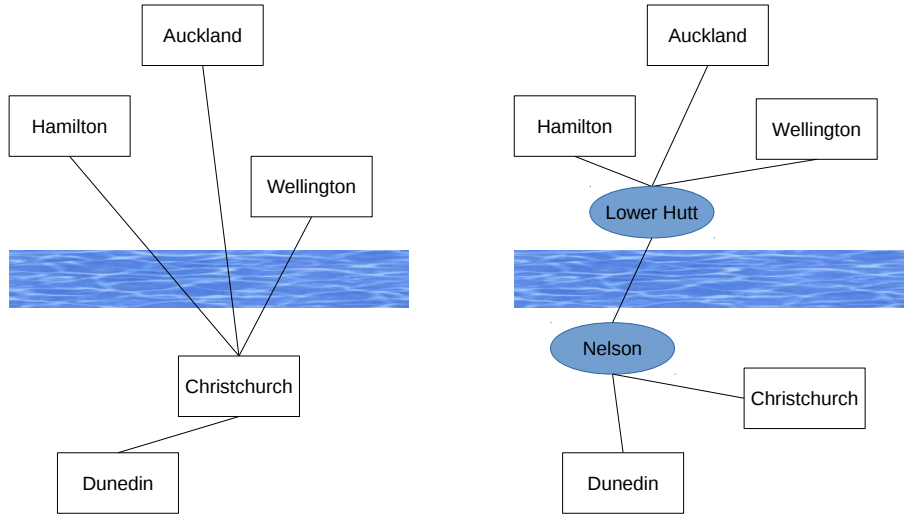 Auckland
Hamilton
Wellington
Christchurch
Dunedin
Auckland
Hamilton
Wellington
Lower Hutt
Nelson
Christchurch
Dunedin